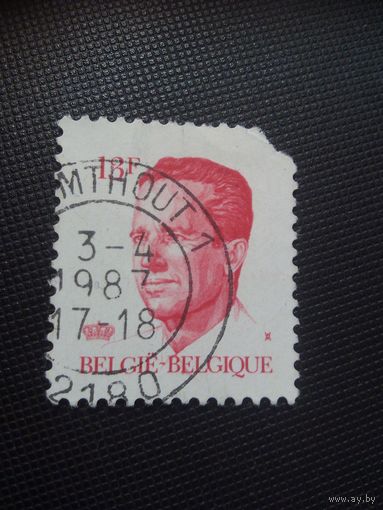 13F
MTHOUT 1
3-4
1987
17-18
BELGIË-BELGIQUE
2180
www.ay.by